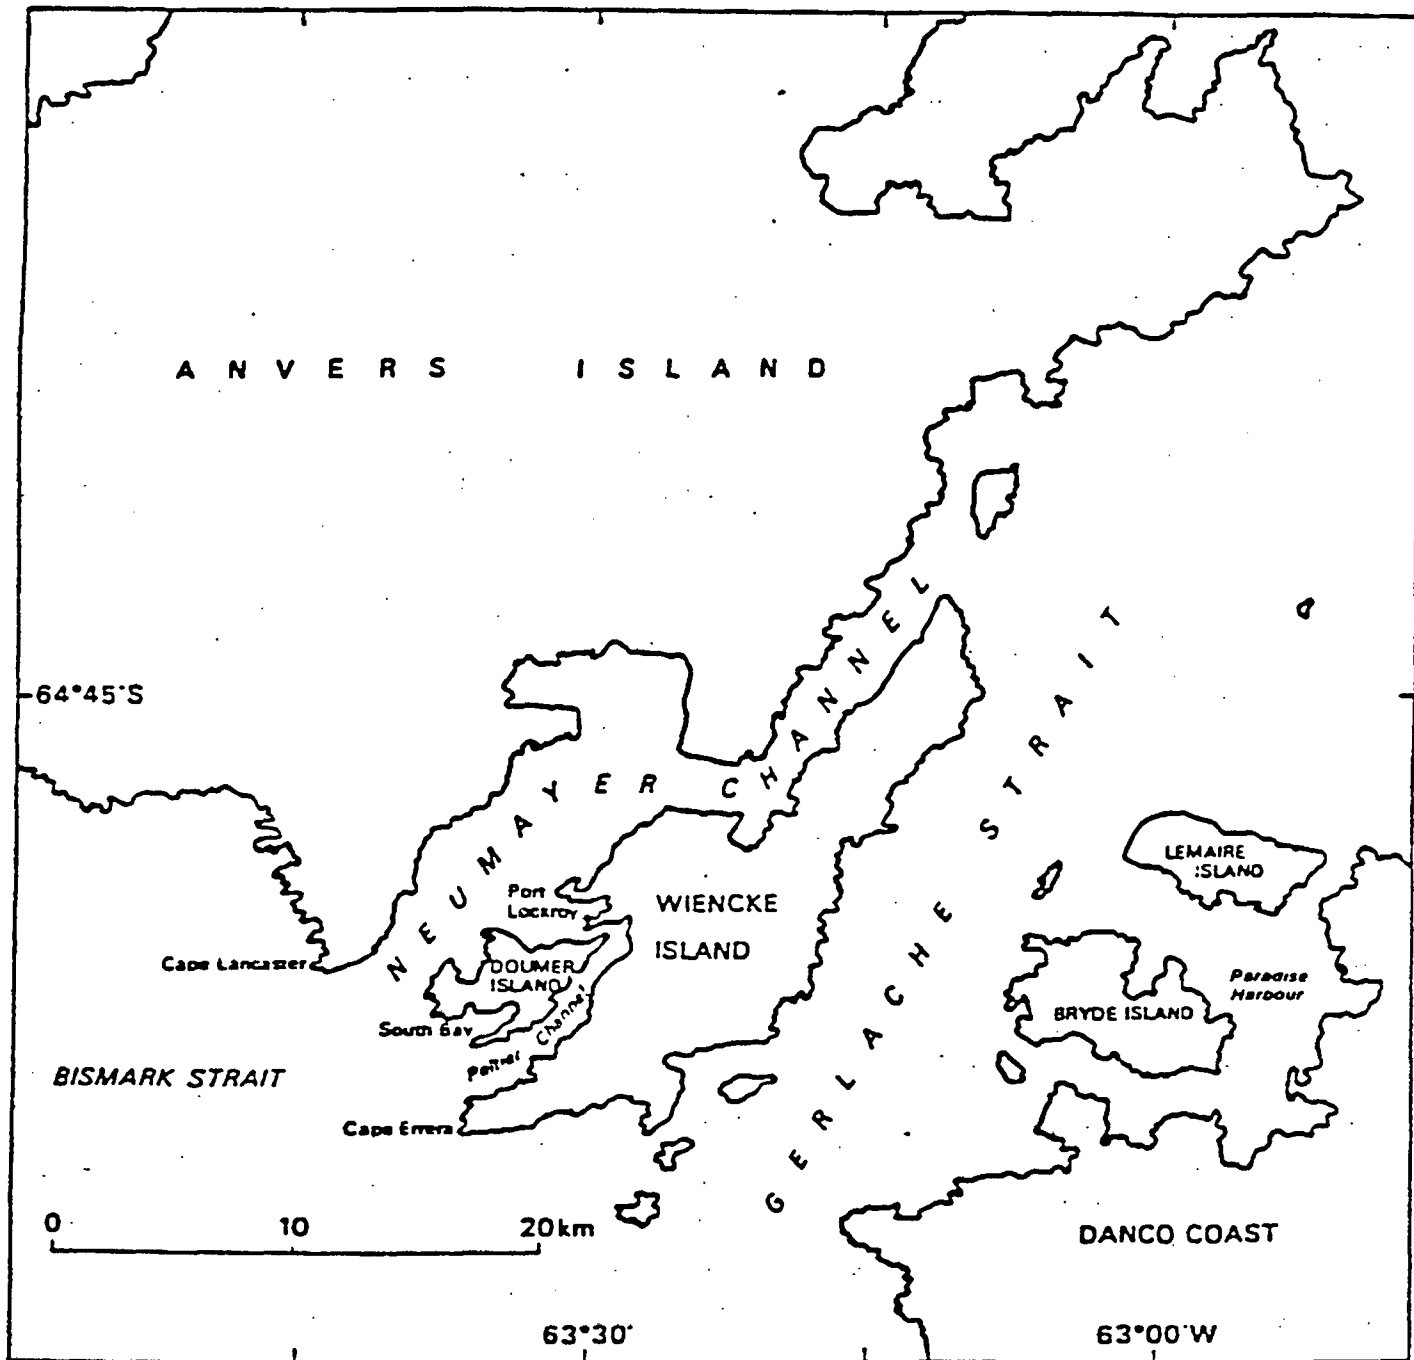 ANVERS ISLAND
64°45'S
NEUMAYER CHANNEL
GERLACHE STRAIT
LEMAIRE
ISLAND
Port
Lockroy
WIENCKE
ISLAND
Cape Lancaster
DOUMER
ISLAND
Paradise
Harbour
BRYDE ISLAND
South Bay
Peltier Channel
BISMARK STRAIT
Cape Errera
0 10 20km
DANCO COAST
63°30'
63°00'W